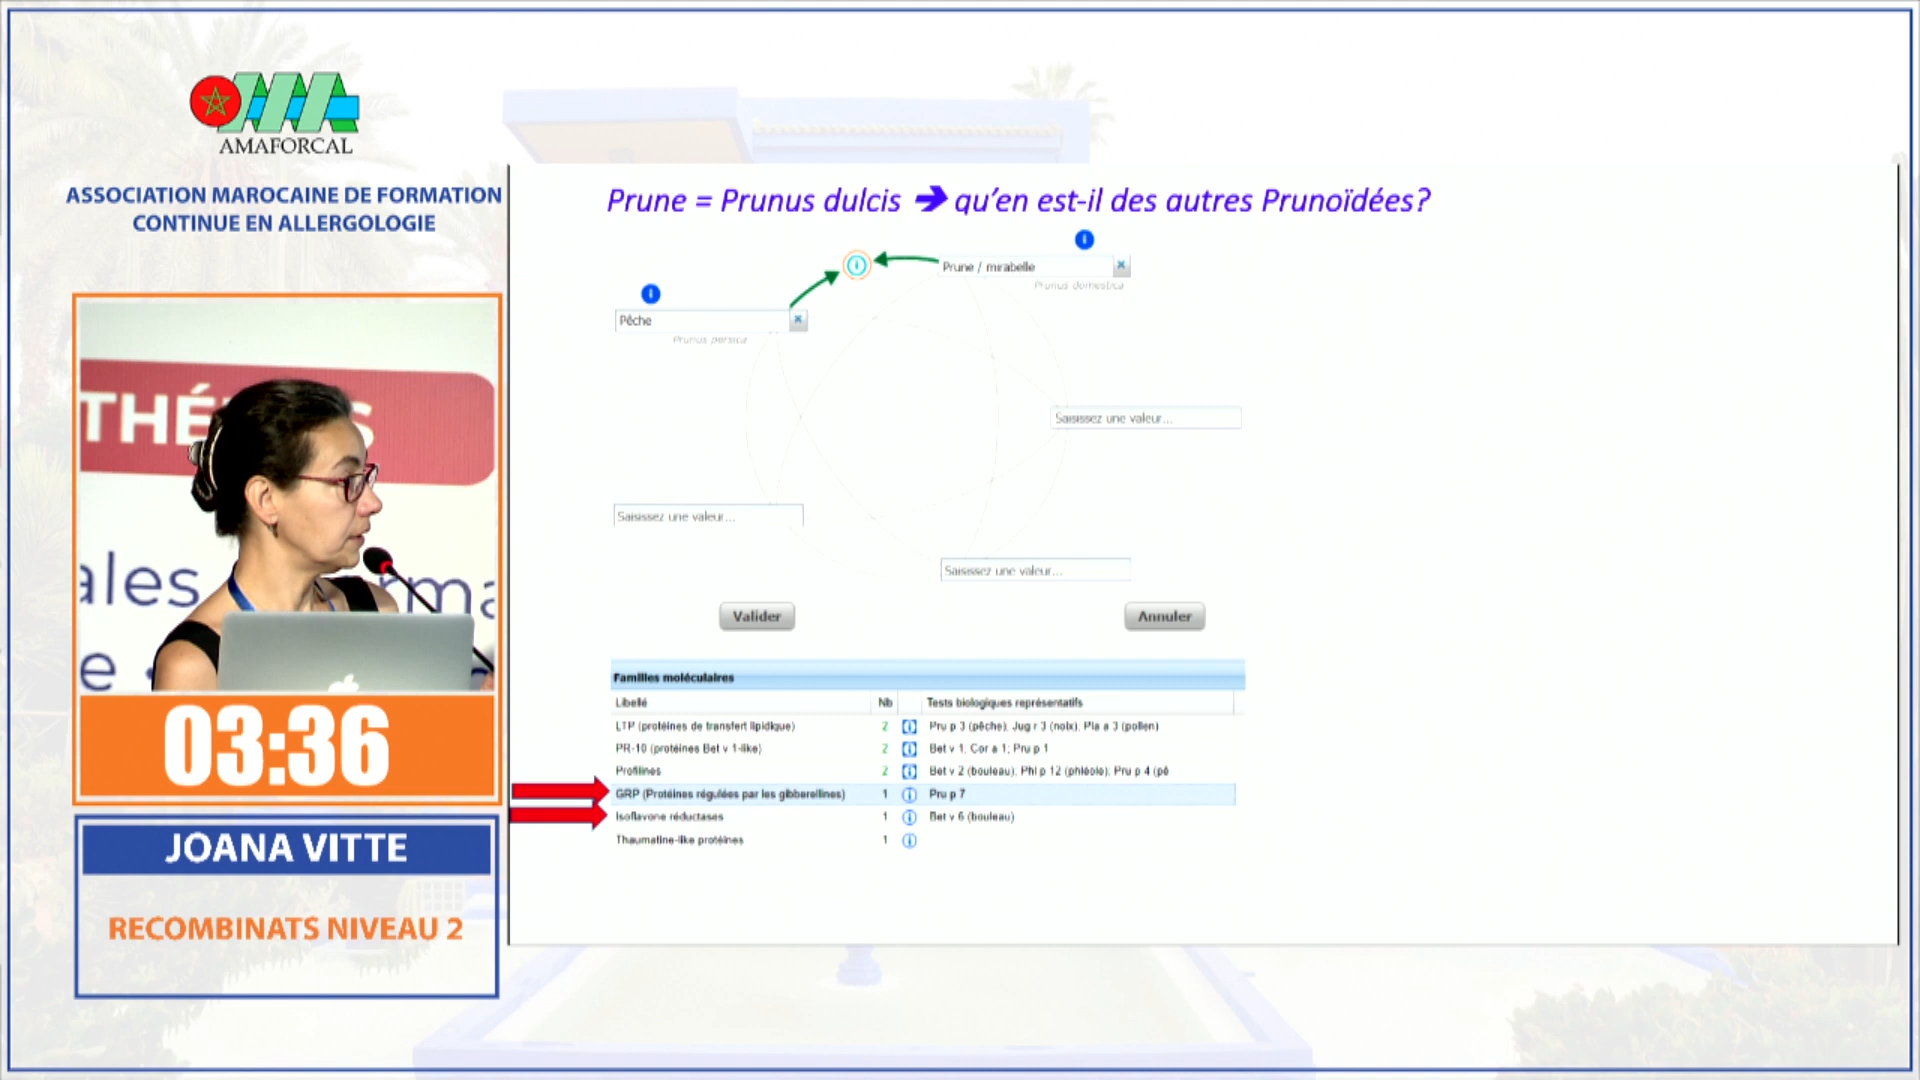 AMAFORCAL
ASSOCIATION MAROCAINE DE FORMATION
CONTINUE EN ALLERGOLOGIE
THÉ
S
ales
rma
e
03:36
JOANA VITTE
RECOMBINATS NIVEAU 2
Prune = Prunus dulcis ➔ qu'en est-il des autres Prunoïdées?
Prune / mirabelle
Prunus domestica
Pêche
Prunus persica
Saisissez une valeur...
Saisissez une valeur...
Saisissez une valeur...
Valider Annuler
Familles moléculaires
Libellé Nb Tests biologiques représentatifs
LTP (protéines de transfert lipidique) 2 Pru p 3 (pêche); Jug r 3 (noix); Pla a 3 (pollen)
PR-10 (protéines Bet v 1-like) 2 Bet v 1; Cor a 1; Pru p 1
Profilines 2 Bet v 2 (bouleau); Phl p 12 (phléole); Pru p 4 (pê
GRP (Protéines régulées par les gibberellines) 1 Pru p 7
Isoflavone réductases 1 Bet v 6 (bouleau)
Thaumatine-like protéines 1